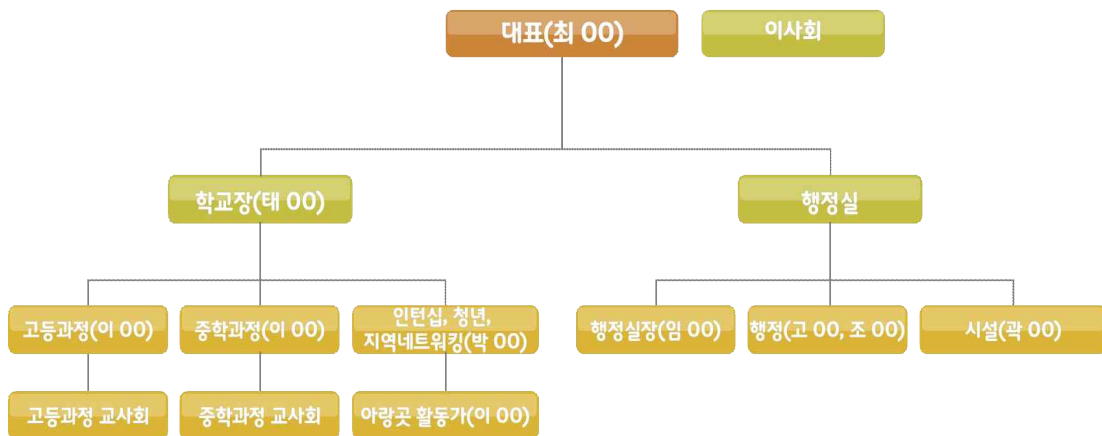 대표(최 00)
이사회
학교장(태 00)
행정실
고등과정(이 00)
중학과정(이 00)
인턴십, 청년,
지역네트워킹(박 00)
행정실장(임 00)
행정(고 00, 조 00)
시설(곽 00)
고등과정 교사회
중학과정 교사회
아랑곳 활동가(이 00)